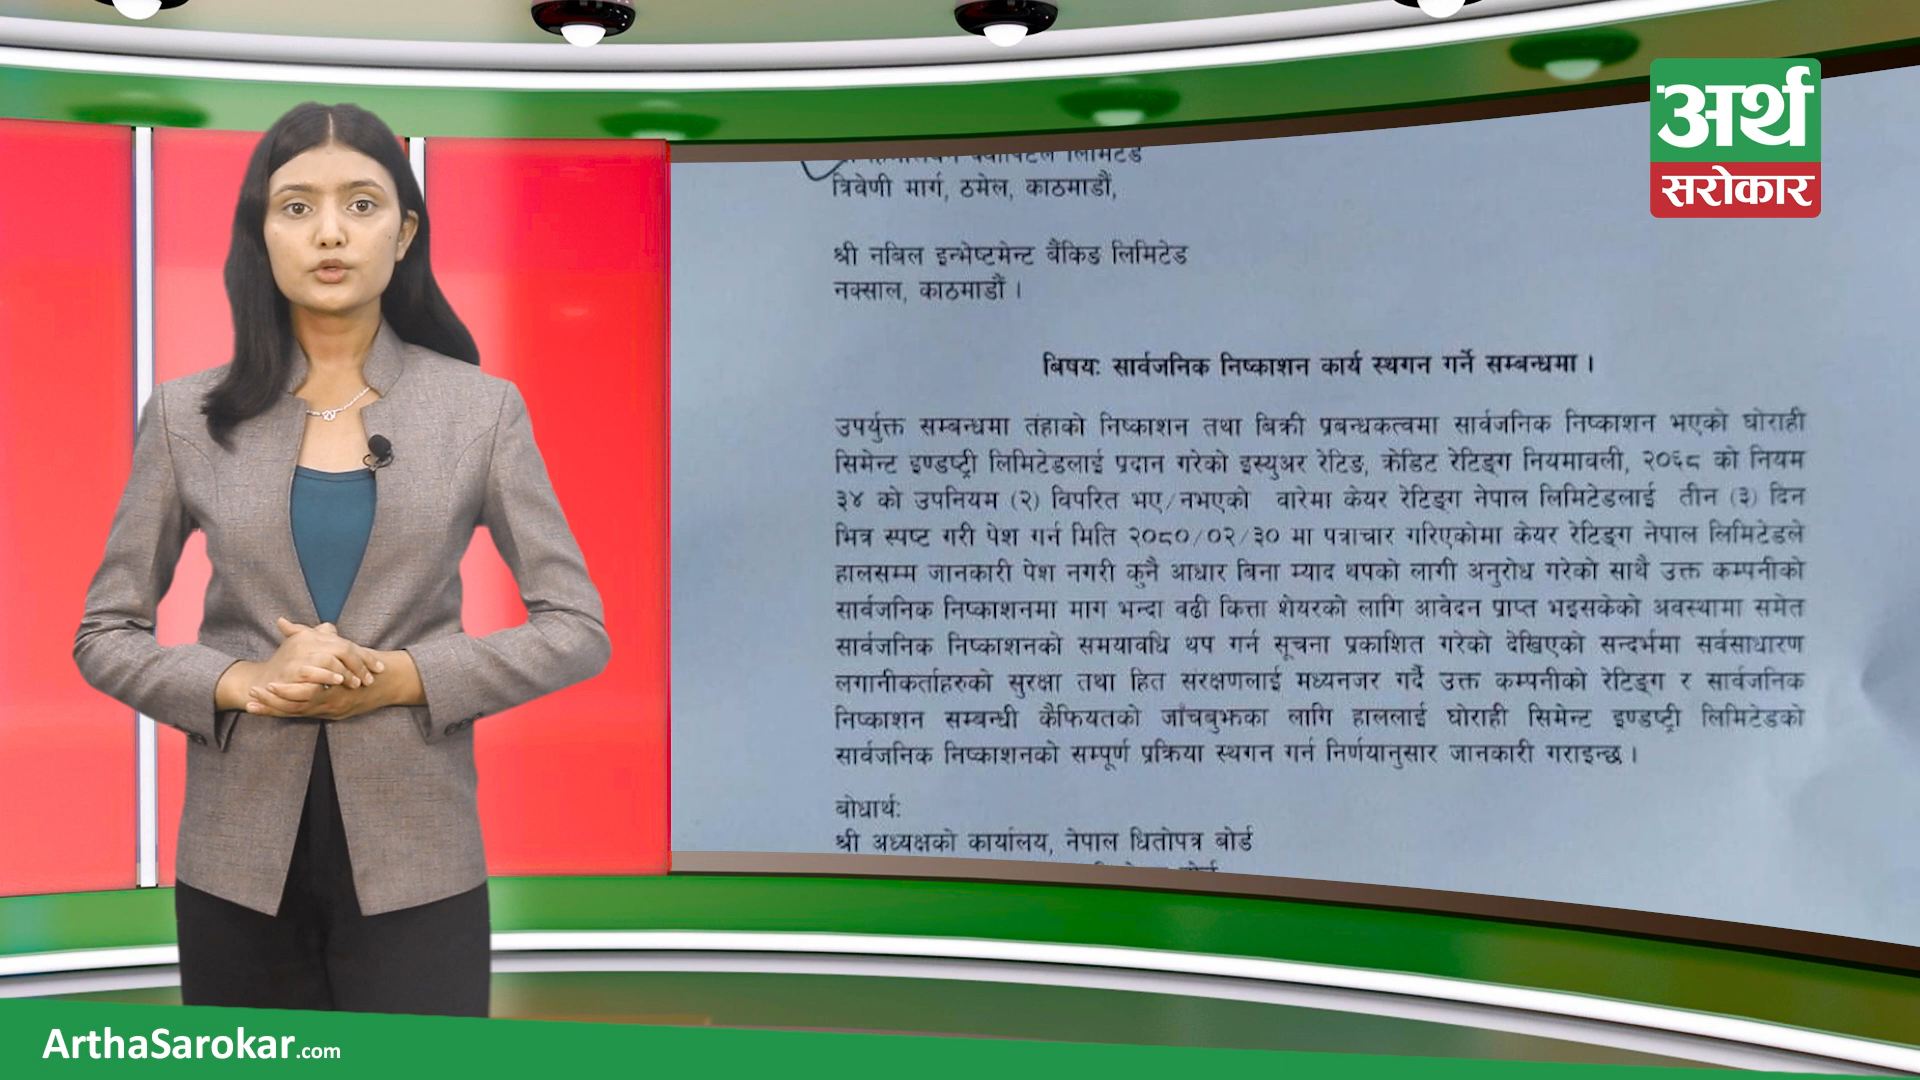 अर्थ
सरोकार
क्यापिटल लिमिटेड
त्रिवेणी मार्ग, ठमेल, काठमाडौं,
श्री नबिल इन्भेष्टमेन्ट बैंकिङ लिमिटेड
नक्साल, काठमाडौं ।
बिषयः सार्वजनिक निष्काशन कार्य स्थगन गर्ने सम्बन्धमा ।
उपर्युक्त सम्बन्धमा तंहाको निष्काशन तथा बिक्री प्रबन्धकत्वमा सार्वजनिक निष्काशन भएको घोराही
सिमेन्ट इण्डष्ट्री लिमिटेडलाई प्रदान गरेको इस्युअर रेटिङ, क्रेडिट रेटिङ्ग नियमावली, २०६८ को नियम
३४ को उपनियम (२) विपरित भए/नभएको वारेमा केयर रेटिङ्ग नेपाल लिमिटेडलाई तीन (३) दिन
भित्र स्पष्ट गरी पेश गर्न मिति २०८०/०२/३० मा पत्राचार गरिएकोमा केयर रेटिङ्ग नेपाल लिमिटेडले
हालसम्म जानकारी पेश नगरी कुनै आधार बिना म्याद थपको लागी अनुरोध गरेको साथै उक्त कम्पनीको
सार्वजनिक निष्काशनमा माग भन्दा वढी कित्ता शेयरको लागि आवेदन प्राप्त भइसकेको अवस्थामा समेत
सार्वजनिक निष्काशनको समयावधि थप गर्न सूचना प्रकाशित गरेको देखिएको सन्दर्भमा सर्वसाधारण
लगानीकर्ताहरुको सुरक्षा तथा हित संरक्षणलाई मध्यनजर गर्दै उक्त कम्पनीको रेटिङ्ग र सार्वजनिक
निष्काशन सम्बन्धी कैफियतको जाँचबुझका लागि हाललाई घोराही सिमेन्ट इण्डष्ट्री लिमिटेडको
सार्वजनिक निष्काशनको सम्पूर्ण प्रक्रिया स्थगन गर्न निर्णयानुसार जानकारी गराइन्छ ।
बोधार्थः
श्री अध्यक्षको कार्यालय, नेपाल धितोपत्र बोर्ड
ArthaSarokar.com